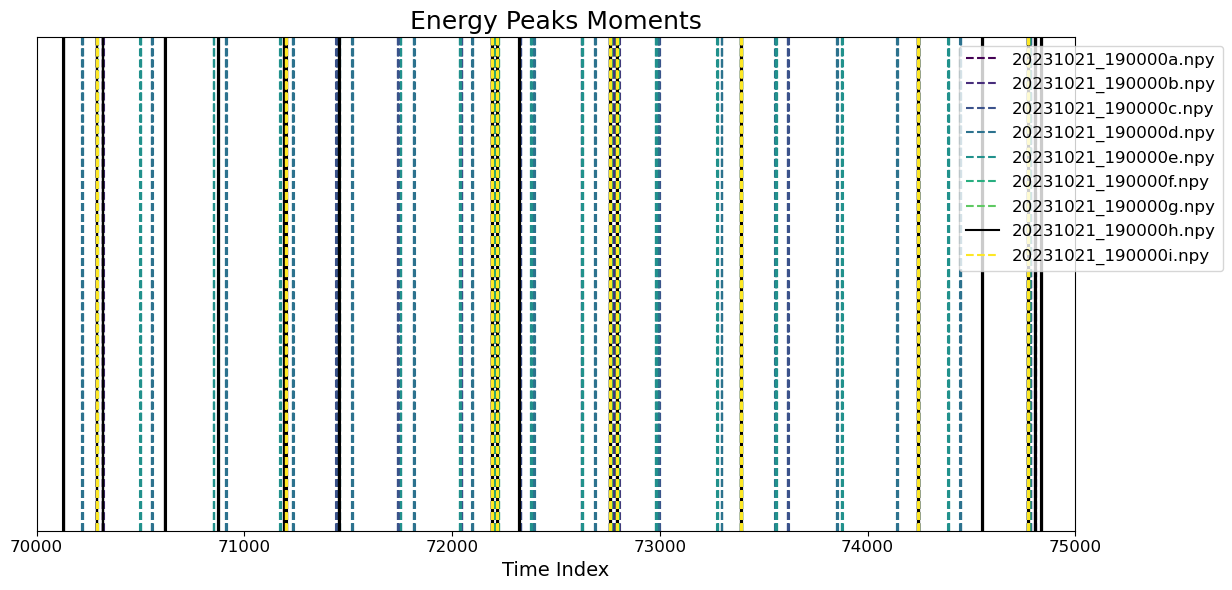 Energy Peaks Moments
20231021_190000a.npy
20231021_190000b.npy
20231021_190000c.npy
20231021_190000d.npy
20231021_190000e.npy
20231021_190000f.npy
20231021_190000g.npy
20231021_190000h.npy
20231021_190000i.npy
70000 71000 72000 73000 74000 75000
Time Index